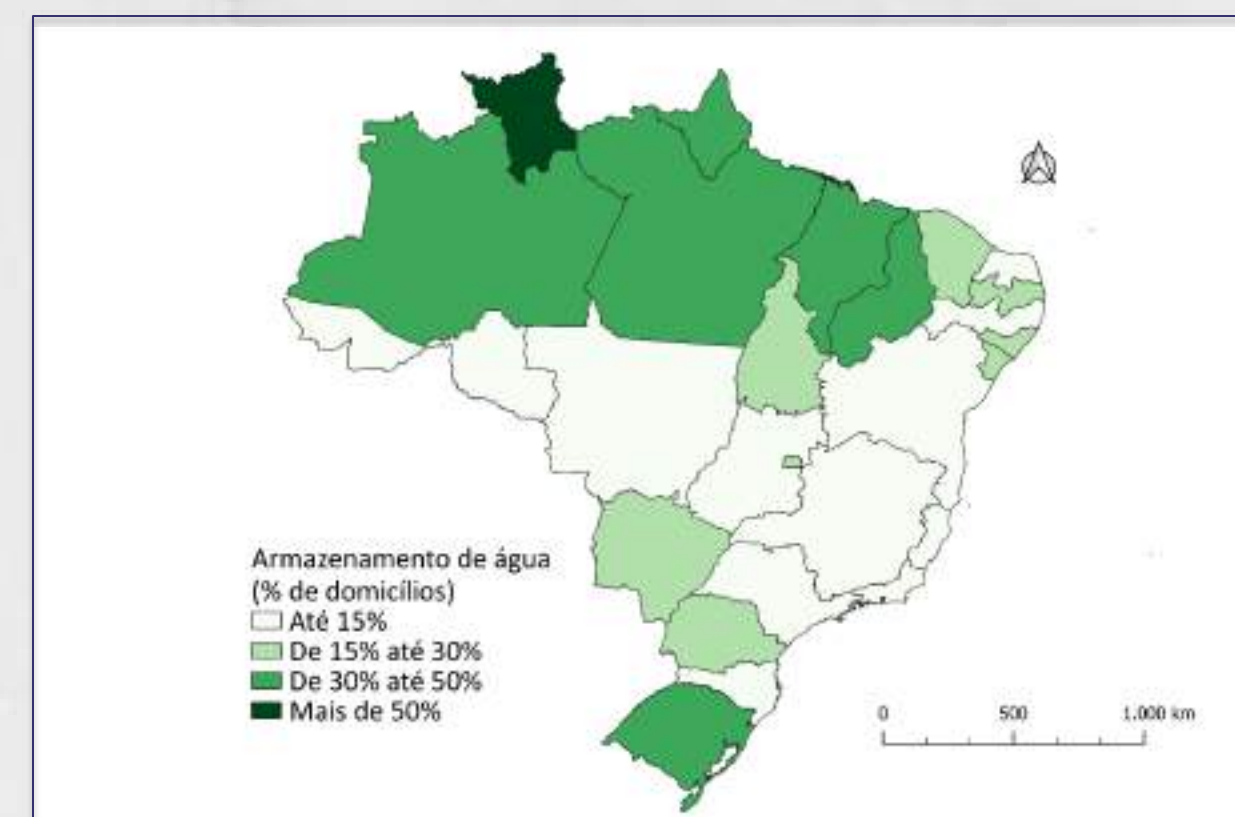 Armazenamento de água
(% de domicílios)
Até 15%
De 15% até 30%
De 30% até 50%
Mais de 50%
0 500 1.000 km